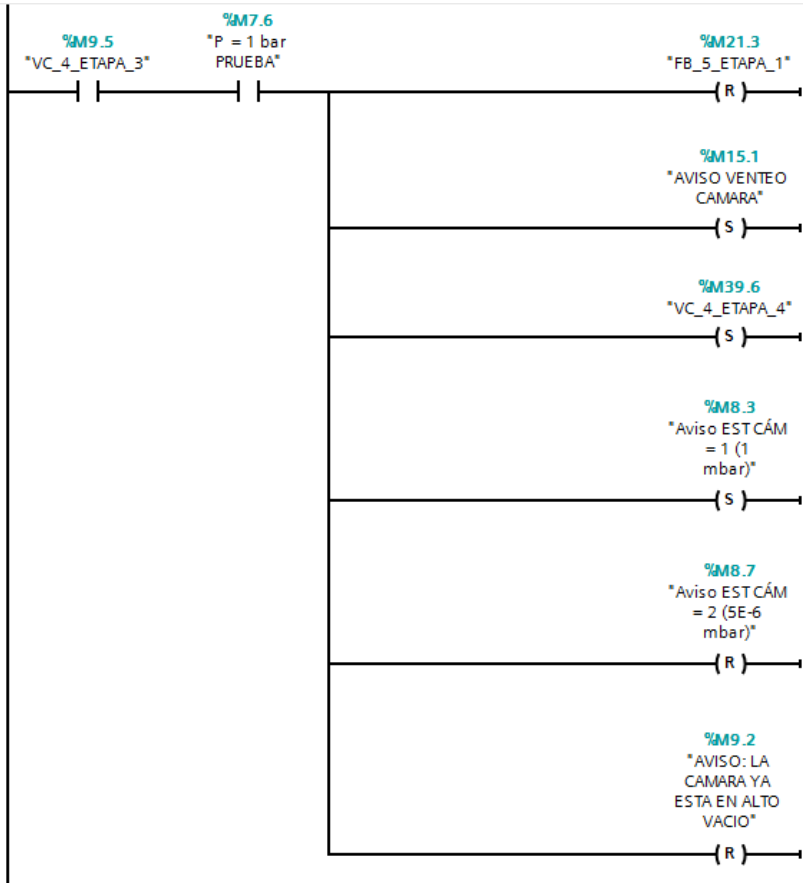 %M9.5
"VC_4_ETAPA_3"
%M7.6
"P = 1 bar
PRUEBA"
%M21.3
"FB_5_ETAPA_1"
R
%M15.1
"AVISO VENTEO
CAMARA"
S
%M39.6
"VC_4_ETAPA_4"
S
%M8.3
"Aviso EST CÁM
= 1 (1
mbar)"
S
%M8.7
"Aviso EST CÁM
= 2 (5E-6
mbar)"
R
%M9.2
"AVISO: LA
CAMARA YA
ESTA EN ALTO
VACIO"
R